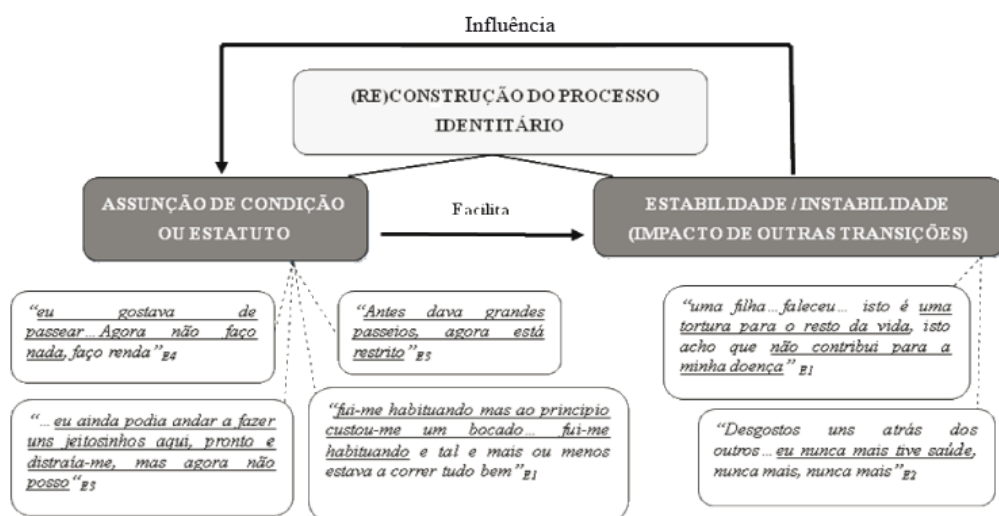 Influência
(RE)CONSTRUÇÃO DO PROCESSO
IDENTITÁRIO
ASSUNÇÃO DE CONDIÇÃO
OU ESTATUTO
Facilita
ESTABILIDADE / INSTABILIDADE
(IMPACTO DE OUTRAS TRANSIÇÕES)
“eu gostava de
passear...Agora não faço
nada, faço renda”E4
“Antes dava grandes
passeios, agora está
restrito”E3
“uma filha...faleceu... isto é uma
tortura para o resto da vida, isto
acho que não contribui para a
minha doença”E1
“...eu ainda podia andar a fazer
uns jeitosinhos aqui, pronto e
distraía-me, mas agora não
posso“E3
“fui-me habituando mas ao principio
custou-me um bocado... fui-me
habituando e tal e mais ou menos
estava a correr tudo bem”E1
“Desgostos uns atrás dos
outros...eu nunca mais tive saúde,
nunca mais, nunca mais”E2